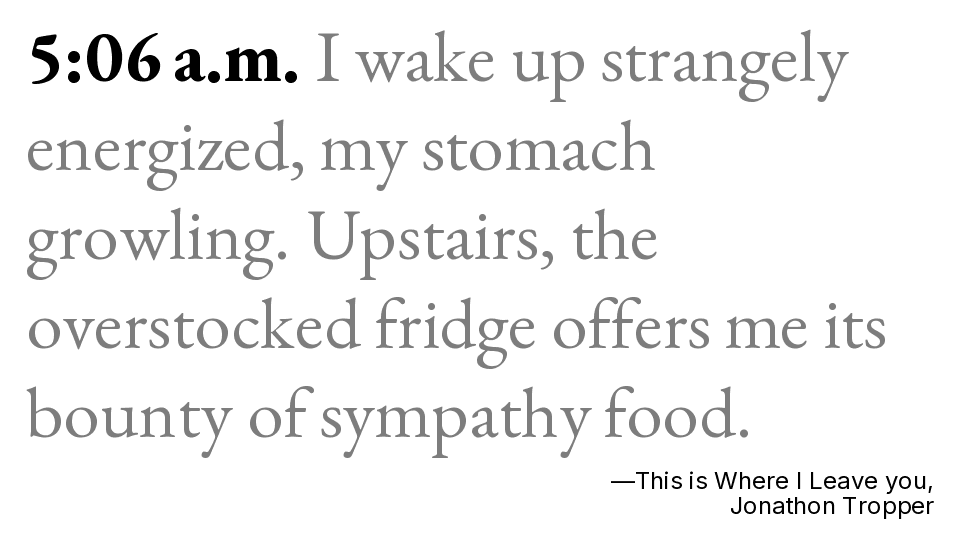 5:06 a.m. I wake up strangely
energized, my stomach
growling. Upstairs, the
overstocked fridge offers me its
bounty of sympathy food.
—This is Where I Leave you,
Jonathon Tropper